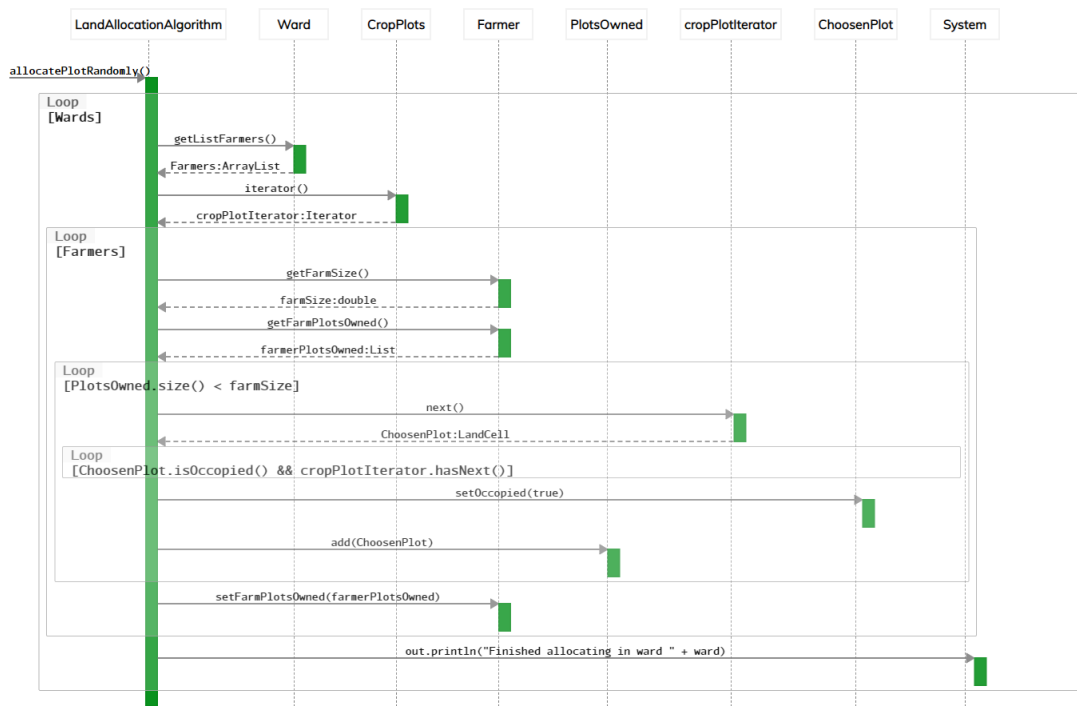 LandAllocationAlgorithm Ward CropPlots Farmer PlotsOwned cropPlotIterator ChoosenPlot System
allocatePlotRandomly()
Loop
[Wards]
getListFarmers()
Farmers:ArrayList
iterator()
cropPlotIterator:Iterator
Loop
[Farmers]
getFarmSize()
farmSize:double
getFarmPlotsOwned()
farmerPlotsOwned:List
Loop
[PlotsOwned.size() < farmSize]
next()
ChoosenPlot:LandCell
Loop
[ChoosenPlot.isOccopied() && cropPlotIterator.hasNext()]
setOccopied(true)
add(ChoosenPlot)
setFarmPlotsOwned(farmerPlotsOwned)
out.println("Finished allocating in ward " + ward)